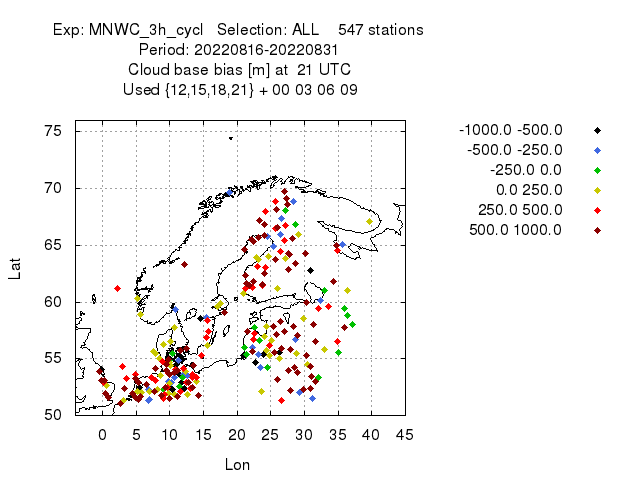 Exp: MNWC_3h_cycl   Selection: ALL    547 stations
Period: 20220816-20220831
Cloud base bias [m] at  21 UTC
Used {12,15,18,21} + 00 03 06 09
-1000.0 -500.0
-500.0 -250.0
-250.0 0.0
0.0 250.0
250.0 500.0
500.0 1000.0
75
70
65
60
55
50
Lat
0 5 10 15 20 25 30 35 40 45
Lon